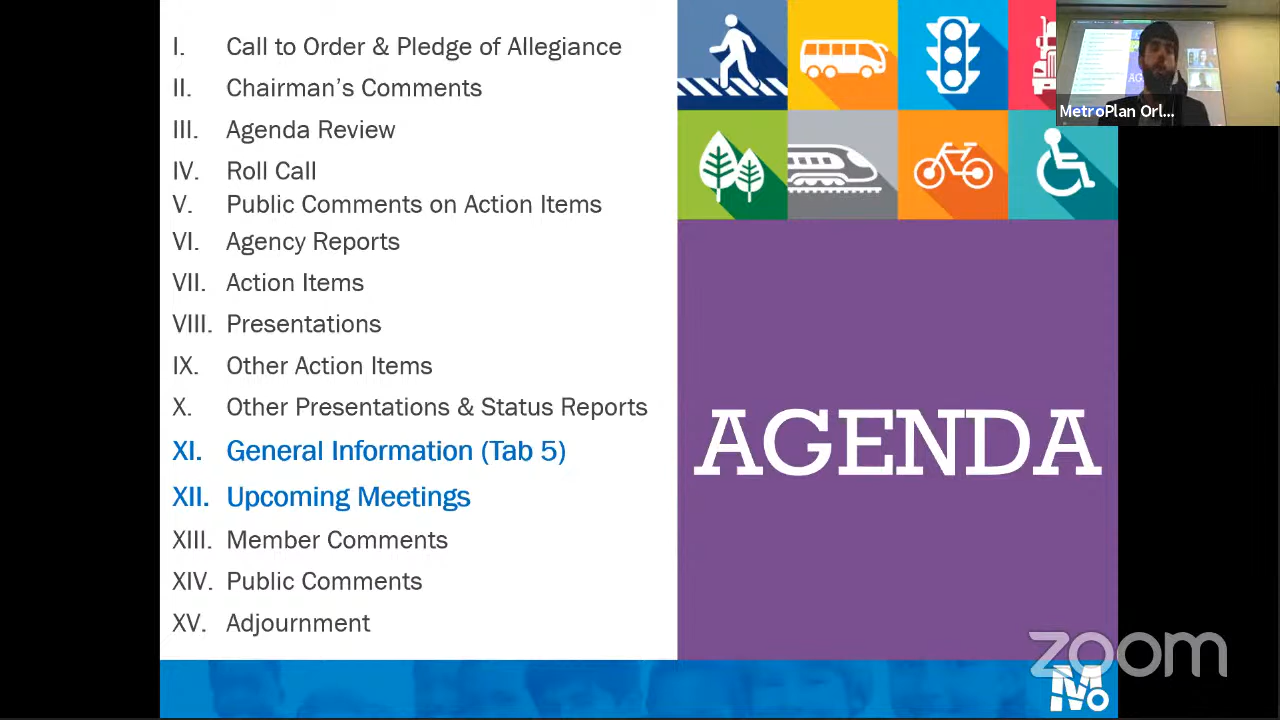 I. Call to Order & Pledge of Allegiance
II. Chairman's Comments
III. Agenda Review
IV. Roll Call
V. Public Comments on Action Items
VI. Agency Reports
VII. Action Items
VIII. Presentations
IX. Other Action Items
X. Other Presentations & Status Reports
XI. General Information (Tab 5)
XII. Upcoming Meetings
XIII. Member Comments
XIV. Public Comments
XV. Adjournment
MetroPlan Orl...
AGENDA
zoom
Mo